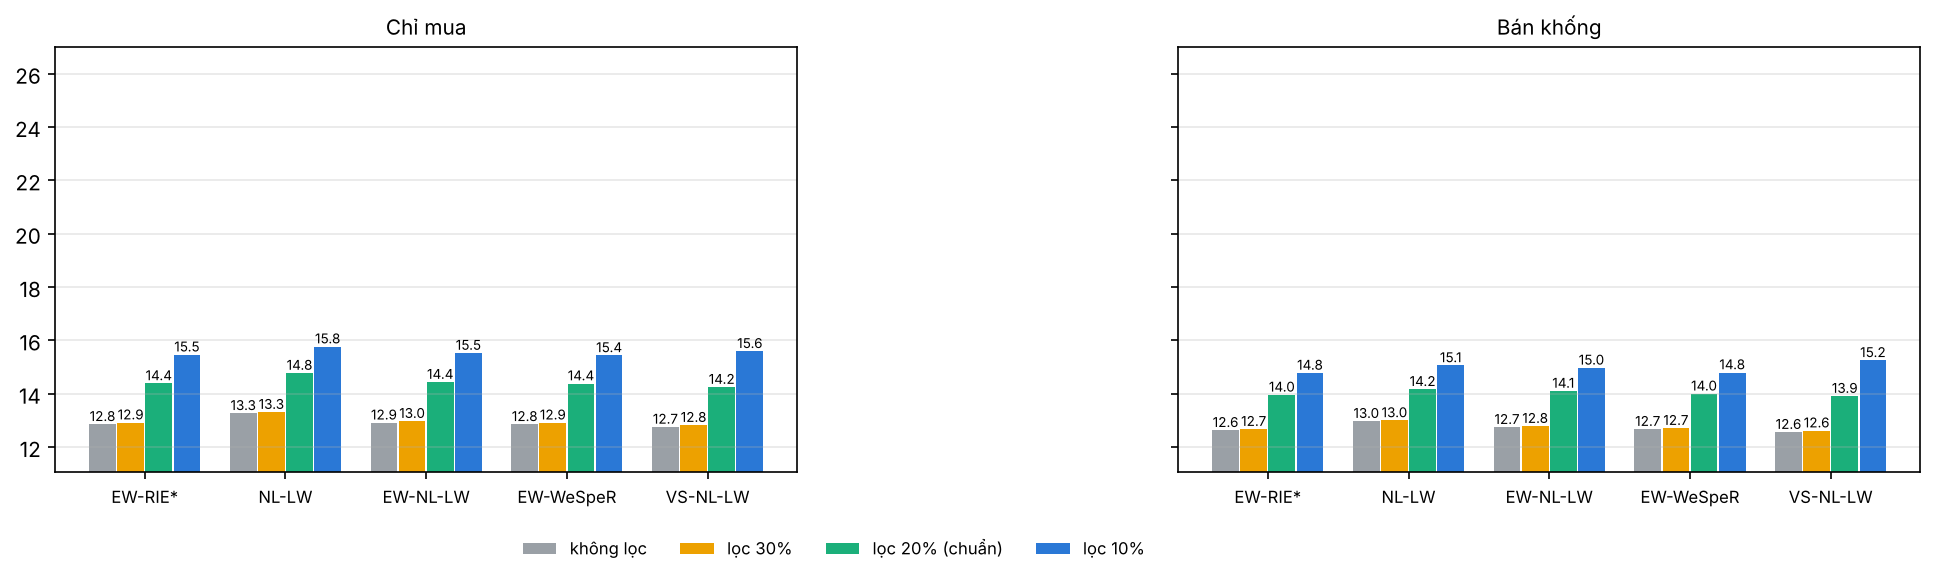 Chỉ mua
Bán khống
26
24
22
20
18
16
14
12
12.8 12.9 14.4 15.5
13.3 13.3 14.8 15.8
12.9 13.0 14.4 15.5
12.8 12.9 14.4 15.4
12.7 12.8 14.2 15.6
EW-RIE* NL-LW EW-NL-LW EW-WeSpeR VS-NL-LW
12.6 12.7 14.0 14.8
13.0 13.0 14.2 15.1
12.7 12.8 14.1 15.0
12.7 12.7 14.0 14.8
12.6 12.6 13.9 15.2
EW-RIE* NL-LW EW-NL-LW EW-WeSpeR VS-NL-LW
không lọc lọc 30% lọc 20% (chuẩn) lọc 10%